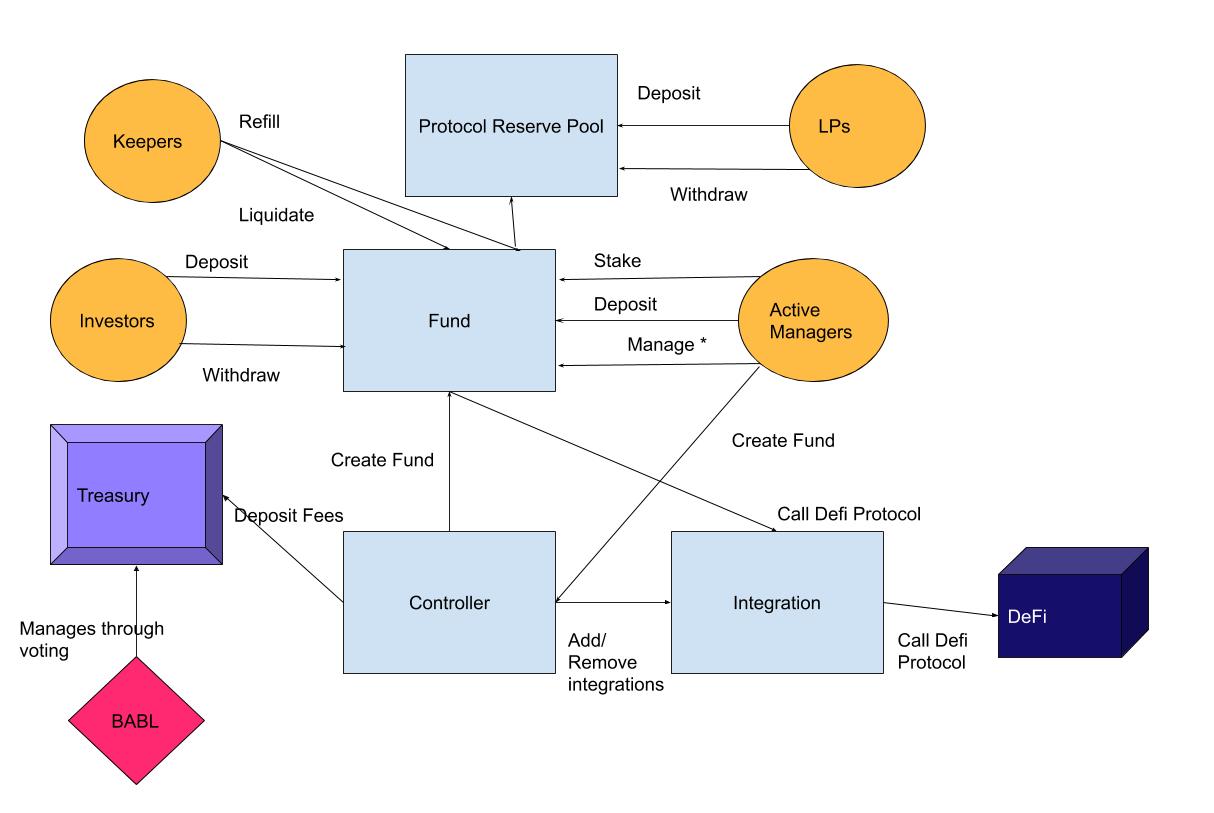 Protocol Reserve Pool
Deposit
LPs
Keepers
Refill
Withdraw
Liquidate
Deposit
Stake
Investors
Fund
Deposit
Active
Managers
Manage *
Withdraw
Create Fund
Create Fund
Treasury
Deposit Fees
Call Defi Protocol
Controller
Integration
DeFi
Manages through
voting
Add/
Remove
integrations
Call Defi
Protocol
BABL